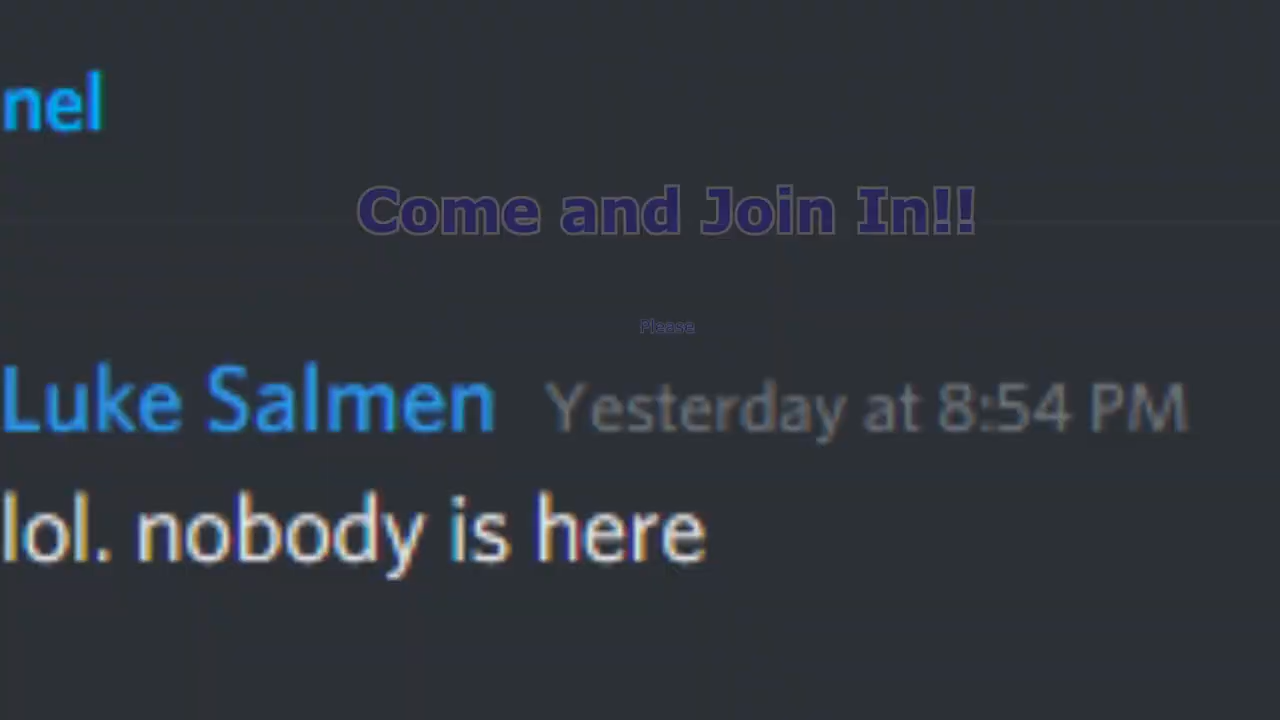 nel
Come and Join In!!
Please
Luke Salmen Yesterday at 8:54 PM
lol. nobody is here